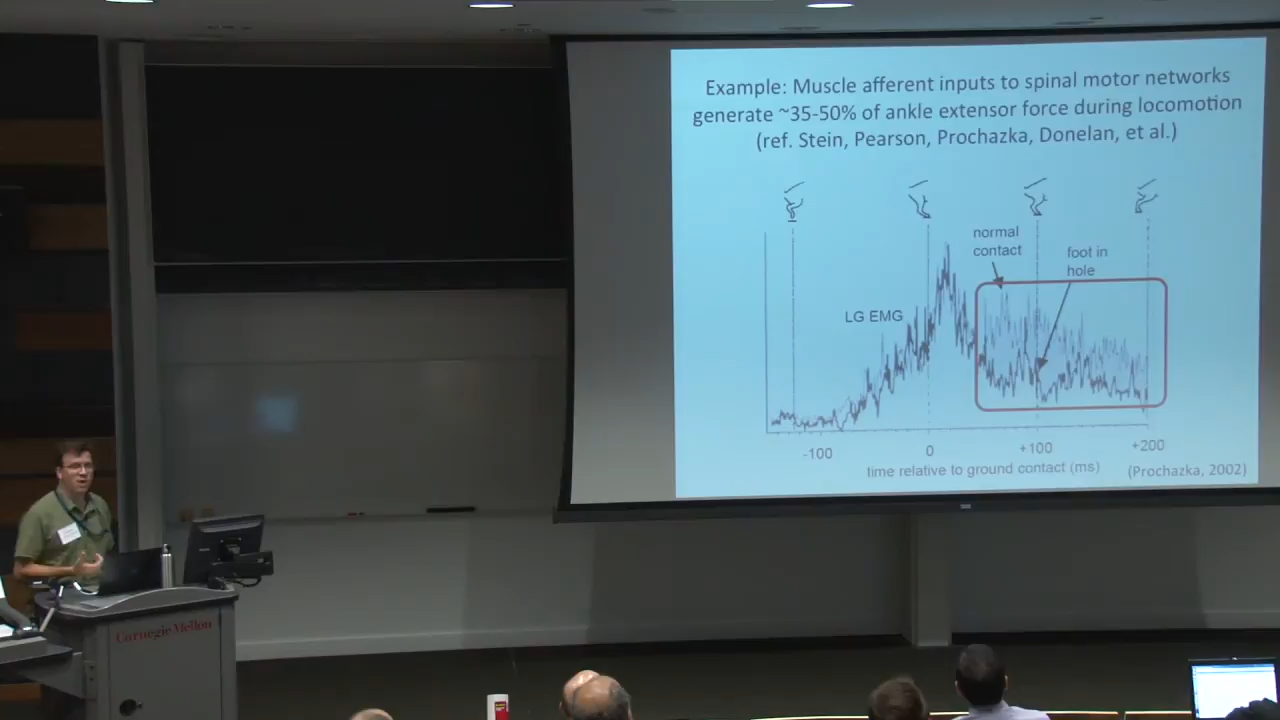 Example: Muscle afferent inputs to spinal motor networks
generate ~35-50% of ankle extensor force during locomotion
(ref. Stein, Pearson, Prochazka, Donelan, et al.)
normal
contact
foot in
hole
LG EMG
-100
0
+100
+200
time relative to ground contact (ms)
(Prochazka, 2002)
Carnegie Mellon